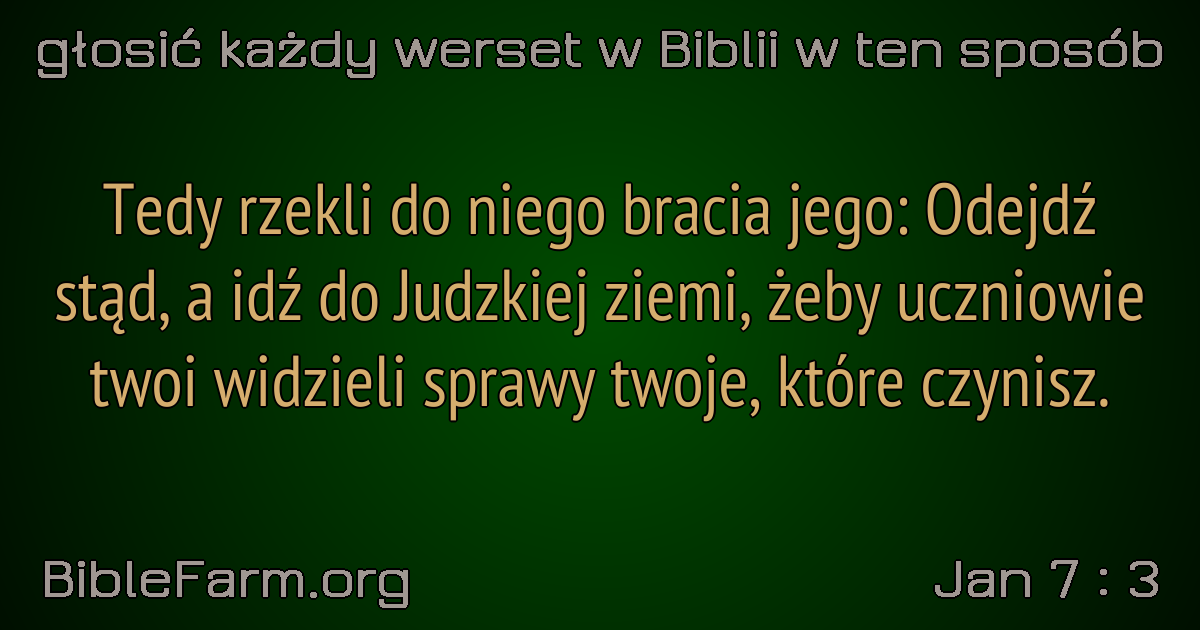 głosić każdy werset w Biblii w ten sposób
Tedy rzekli do niego bracia jego: Odejdź
stąd, a idź do Judzkiej ziemi, żeby uczniowie
twoi widzieli sprawy twoje, które czynisz.
BibleFarm.org
Jan 7 : 3